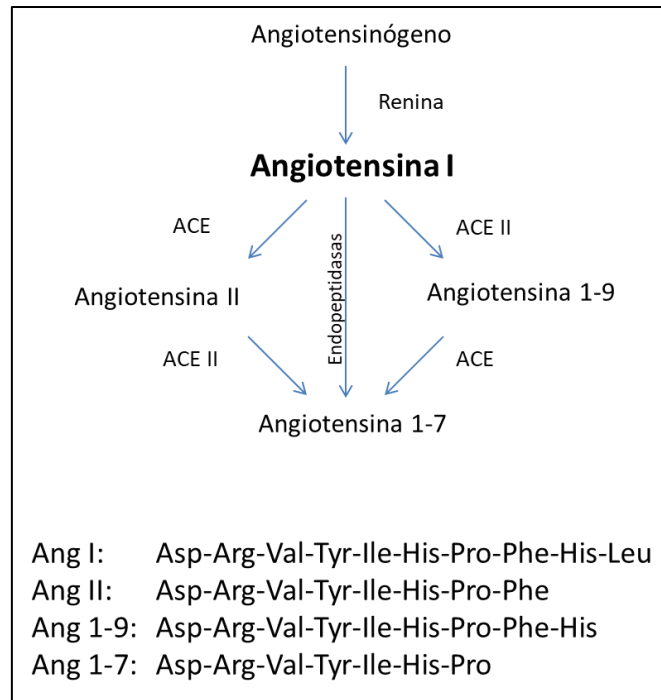 Angiotensinógeno
Renina
Angiotensina I
ACE
ACE II
Endopeptidasas
Angiotensina II
Angiotensina 1-9
ACE II
ACE
Angiotensina 1-7
Ang I: Asp-Arg-Val-Tyr-Ile-His-Pro-Phe-His-Leu
Ang II: Asp-Arg-Val-Tyr-Ile-His-Pro-Phe
Ang 1-9: Asp-Arg-Val-Tyr-Ile-His-Pro-Phe-His
Ang 1-7: Asp-Arg-Val-Tyr-Ile-His-Pro